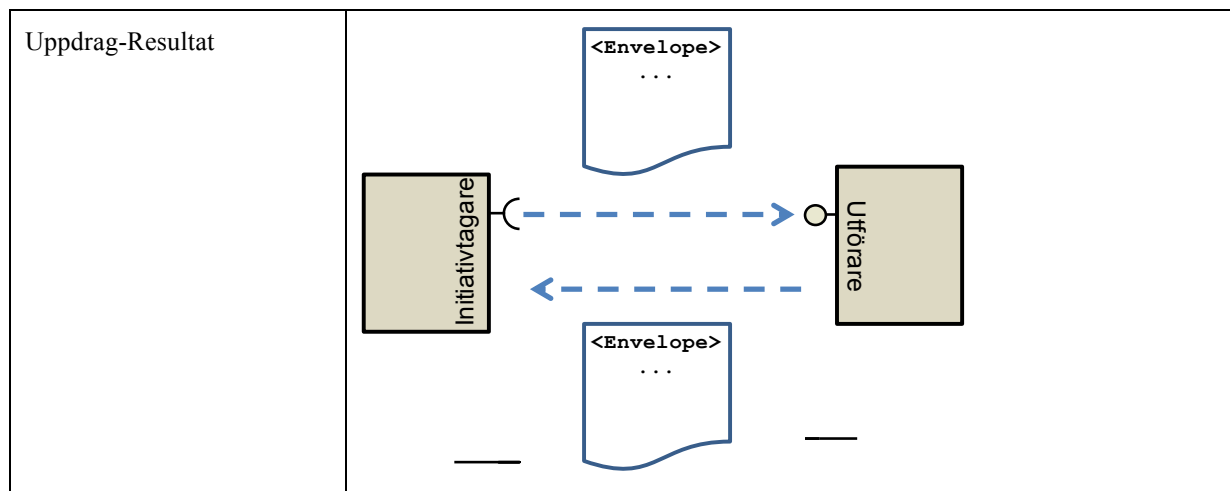 Uppdrag-Resultat
<Envelope>
...
Initiativtagare
Utförare
<Envelope>
...